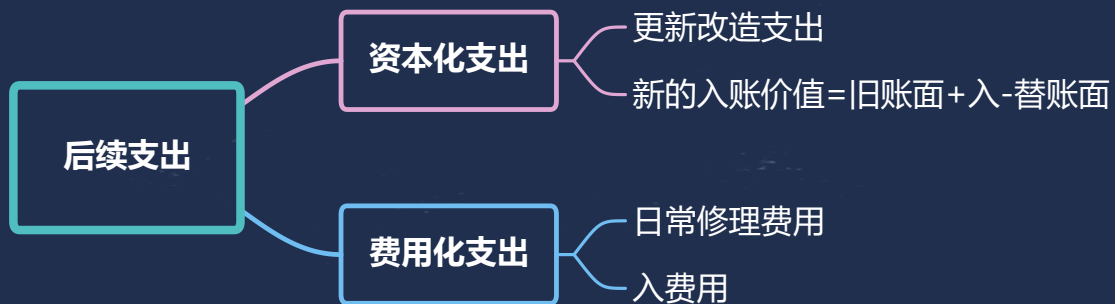 后续支出
资本化支出
更新改造支出
新的入账价值=旧账面+入-替账面
费用化支出
日常修理费用
入费用